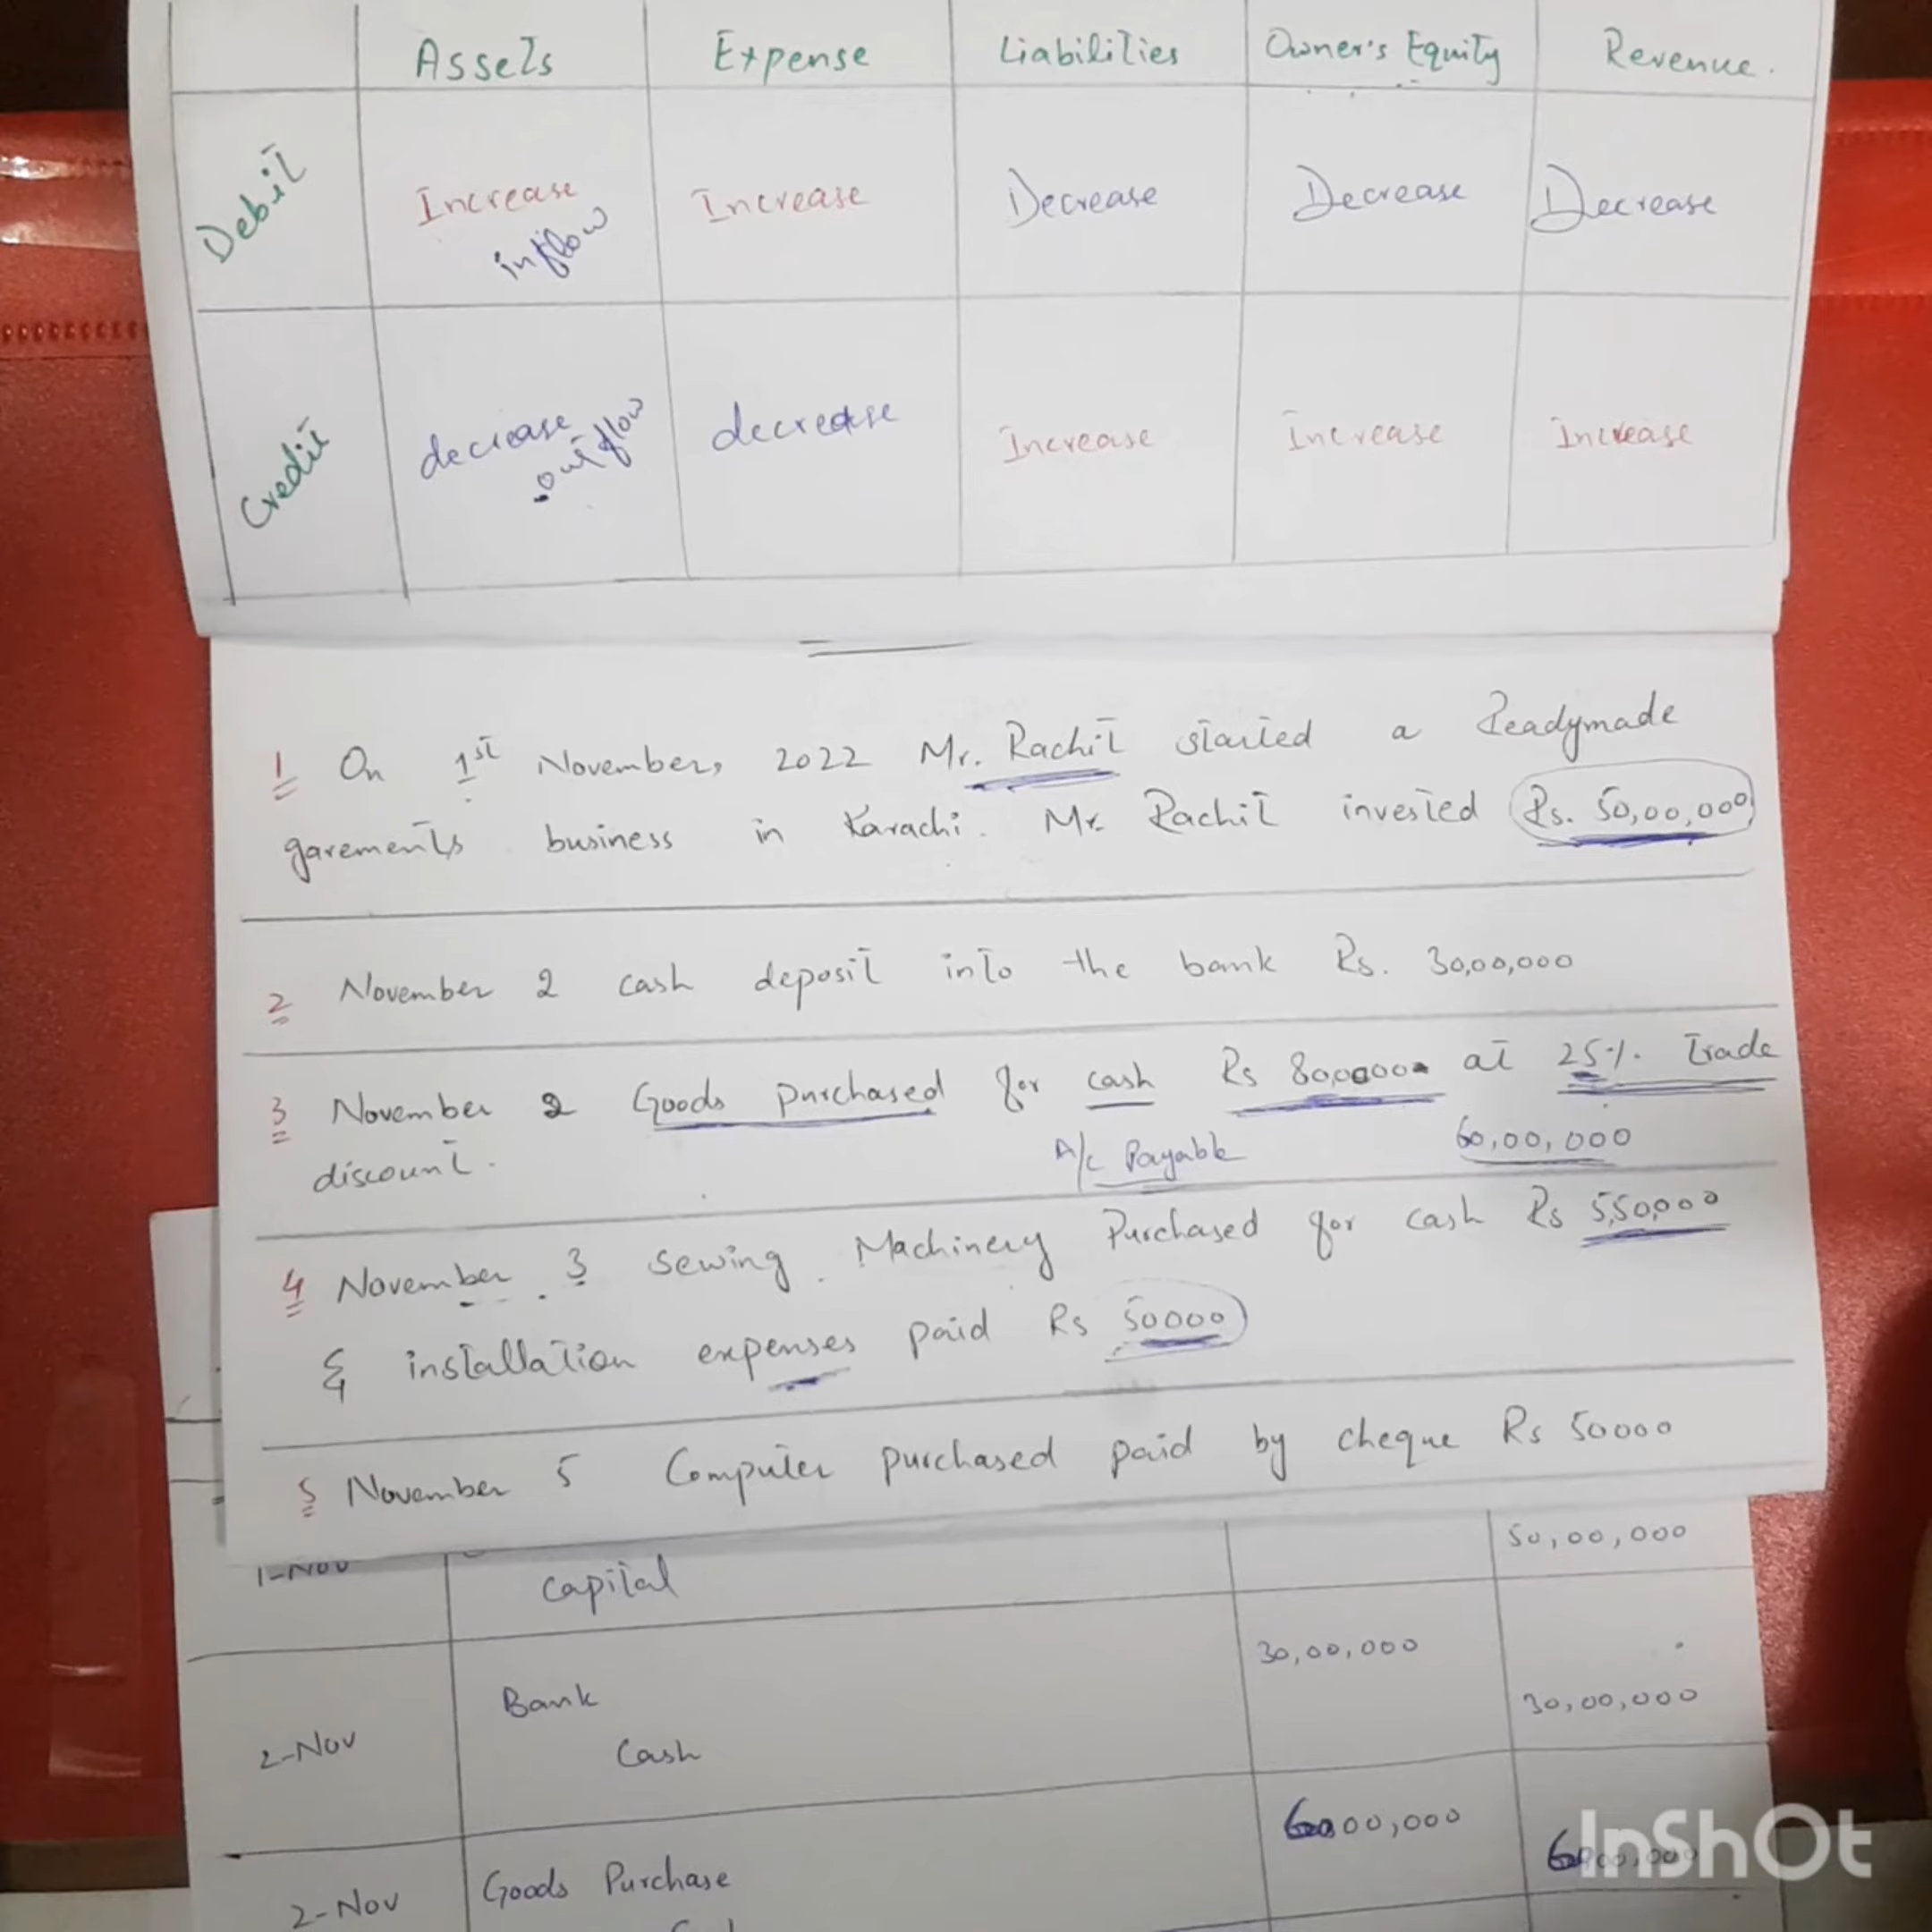 Assets Expense Liabilities Owner's Equity Revenue.
Debit Increase inflow Increase Decrease Decrease Decrease
Credit decrease outflow decrease Increase Increase Increase
1 On 1st November, 2022 Mr. Rachit started a Readymade
garements business in Karachi. Mr. Rachit invested Rs. 50,00,000
2 November 2 cash deposit into the bank Rs. 30,00,000
3 November 2 Goods purchased for cash Rs at 25% Trade
discount. A/c Payable 60,00,000
4 November 3 sewing Machinery Purchased for cash Rs 5,50,000
& installation expenses paid Rs 50000
5 November 5 Computer purchased paid by cheque Rs 50000
1-Nov 50,00,000
Capital
Bank 30,00,000
2-Nov Cash 30,00,000
2-Nov Goods Purchase
InShOt